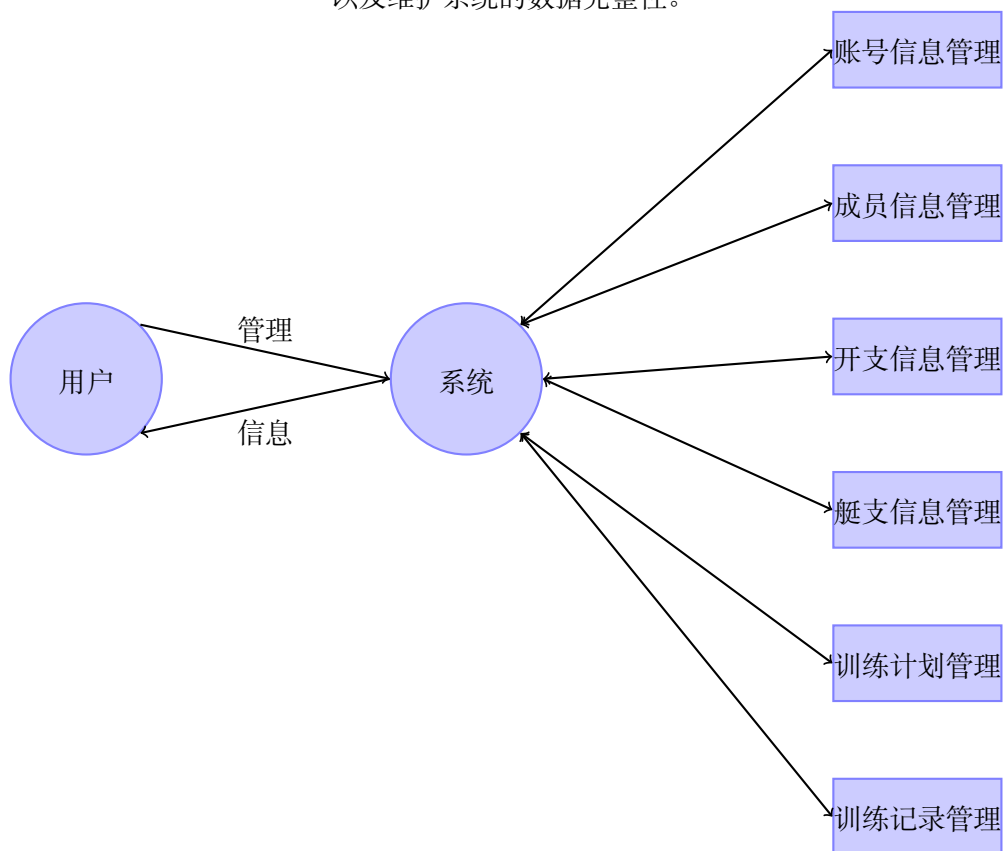 以及维护系统的数据完整性。
账号信息管理
成员信息管理
开支信息管理
管理
用户
系统
信息
艇支信息管理
训练计划管理
训练记录管理